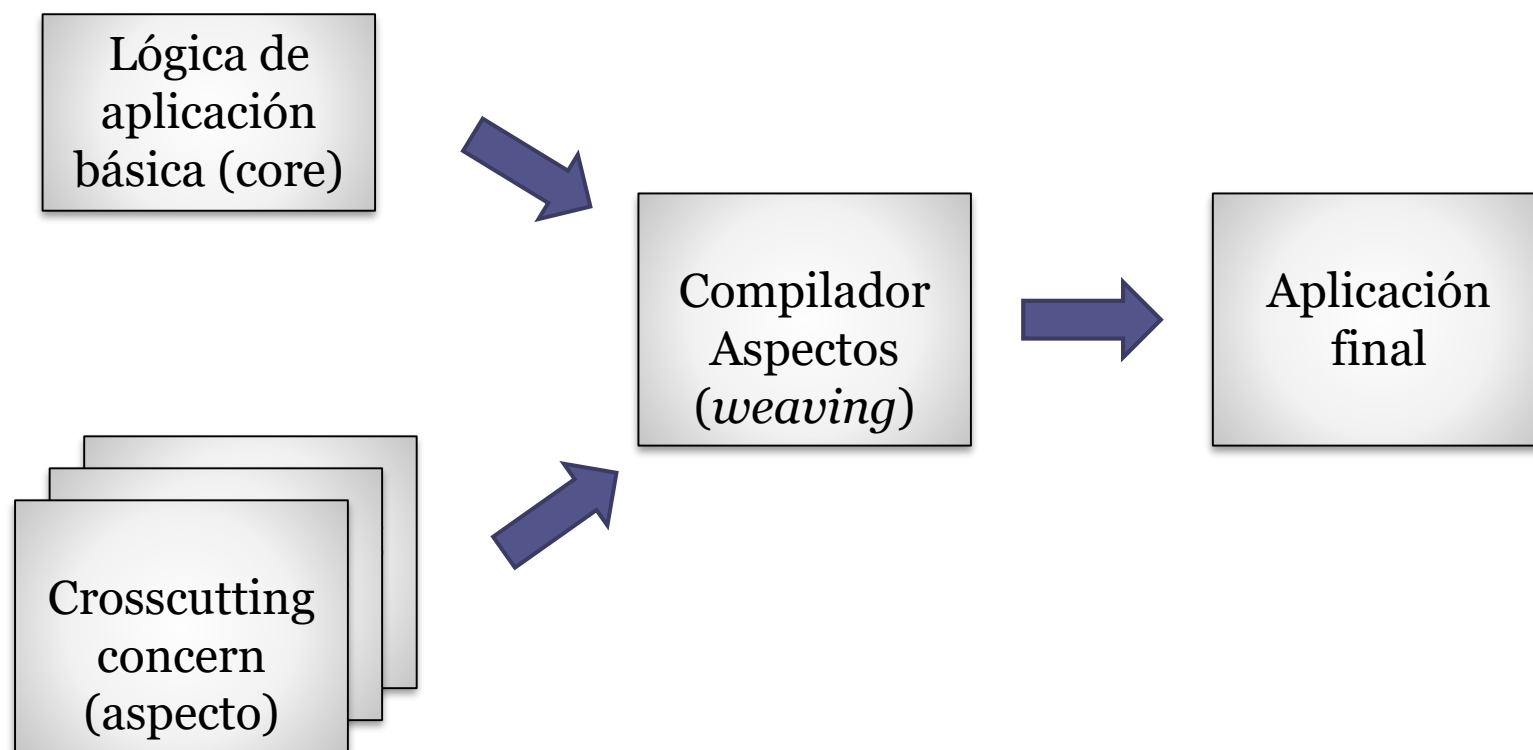 Lógica de
aplicación
básica (core)
Compilador
Aspectos
(weaving)
Aplicación
final
Crosscutting
concern
(aspecto)